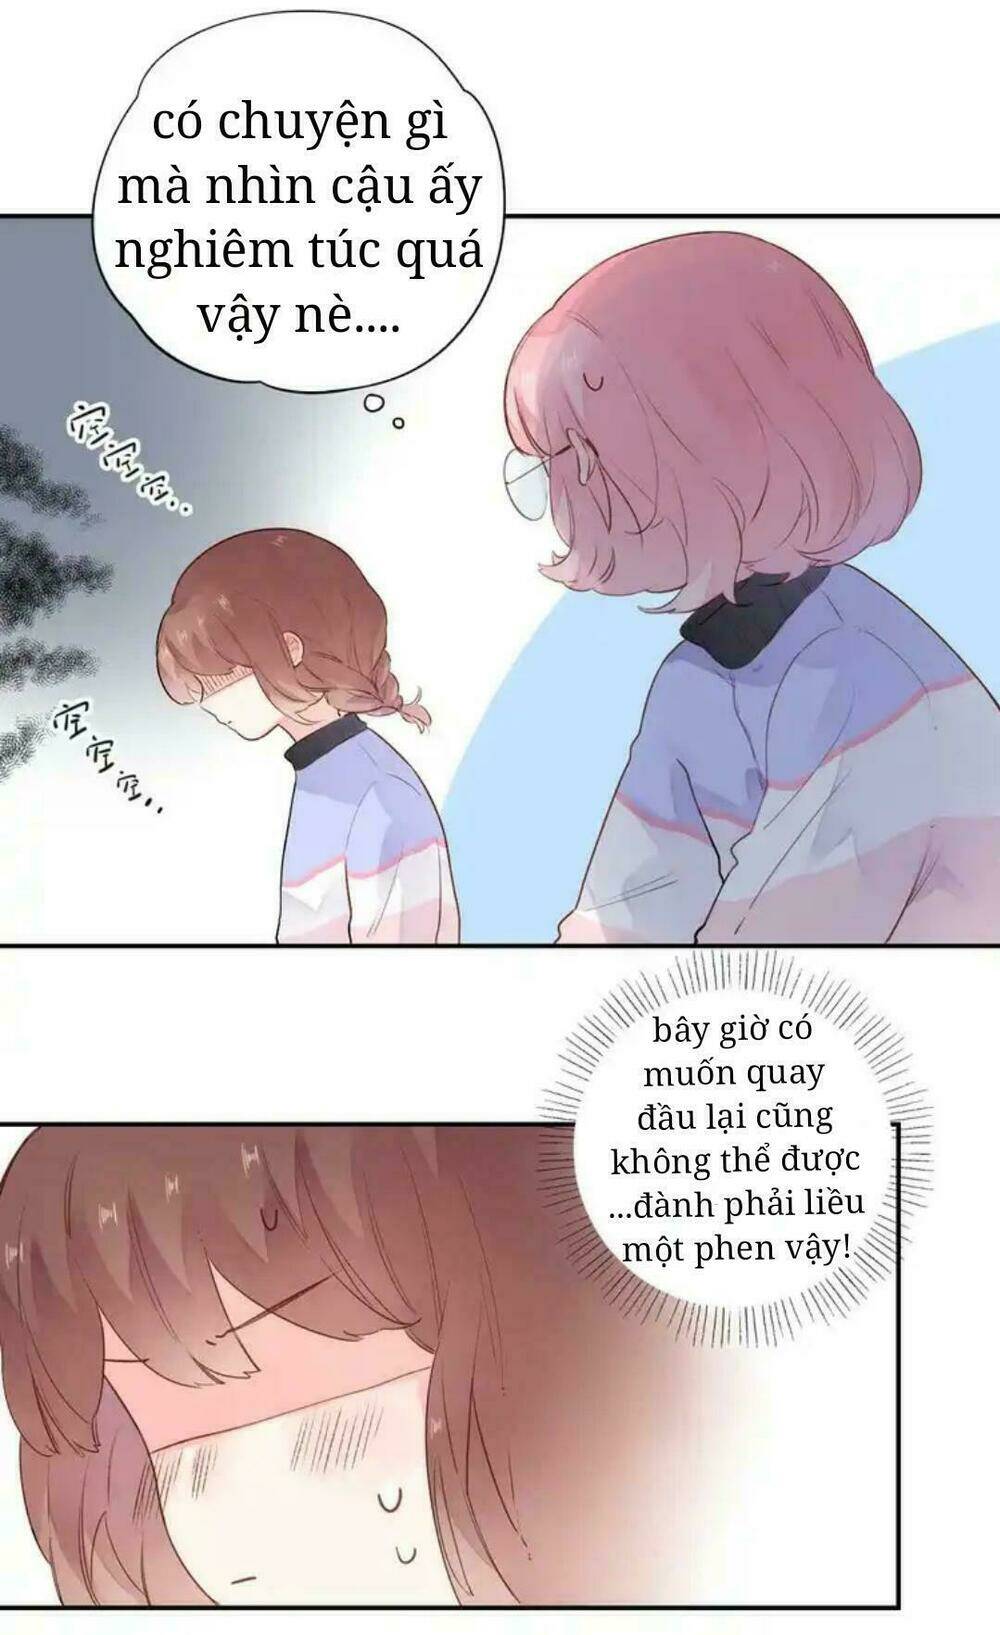 có chuyện gì
mà nhìn cậu ấy
nghiêm túc quá
vậy nè....
bây giờ có
muốn quay
đầu lại cũng
không thể được
...đành phải liều
một phen vậy!